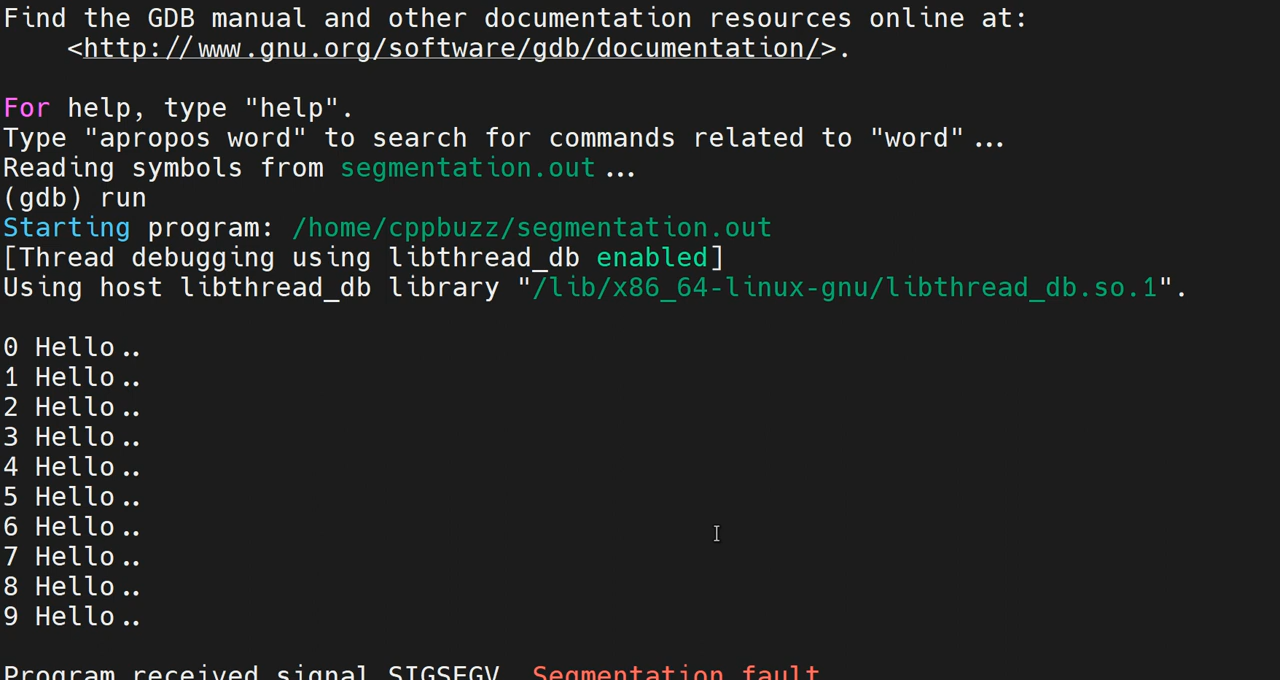 Find the GDB manual and other documentation resources online at:
<http://www.gnu.org/software/gdb/documentation/>.
For help, type "help".
Type "apropos word" to search for commands related to "word"...
Reading symbols from segmentation.out...
(gdb) run
Starting program: /home/cppbuzz/segmentation.out
[Thread debugging using libthread_db enabled]
Using host libthread_db library "/lib/x86_64-linux-gnu/libthread_db.so.1".
0 Hello..
1 Hello..
2 Hello..
3 Hello..
4 Hello..
5 Hello..
6 Hello..
7 Hello..
8 Hello..
9 Hello..
Program received signal SIGSEGV, Segmentation fault.